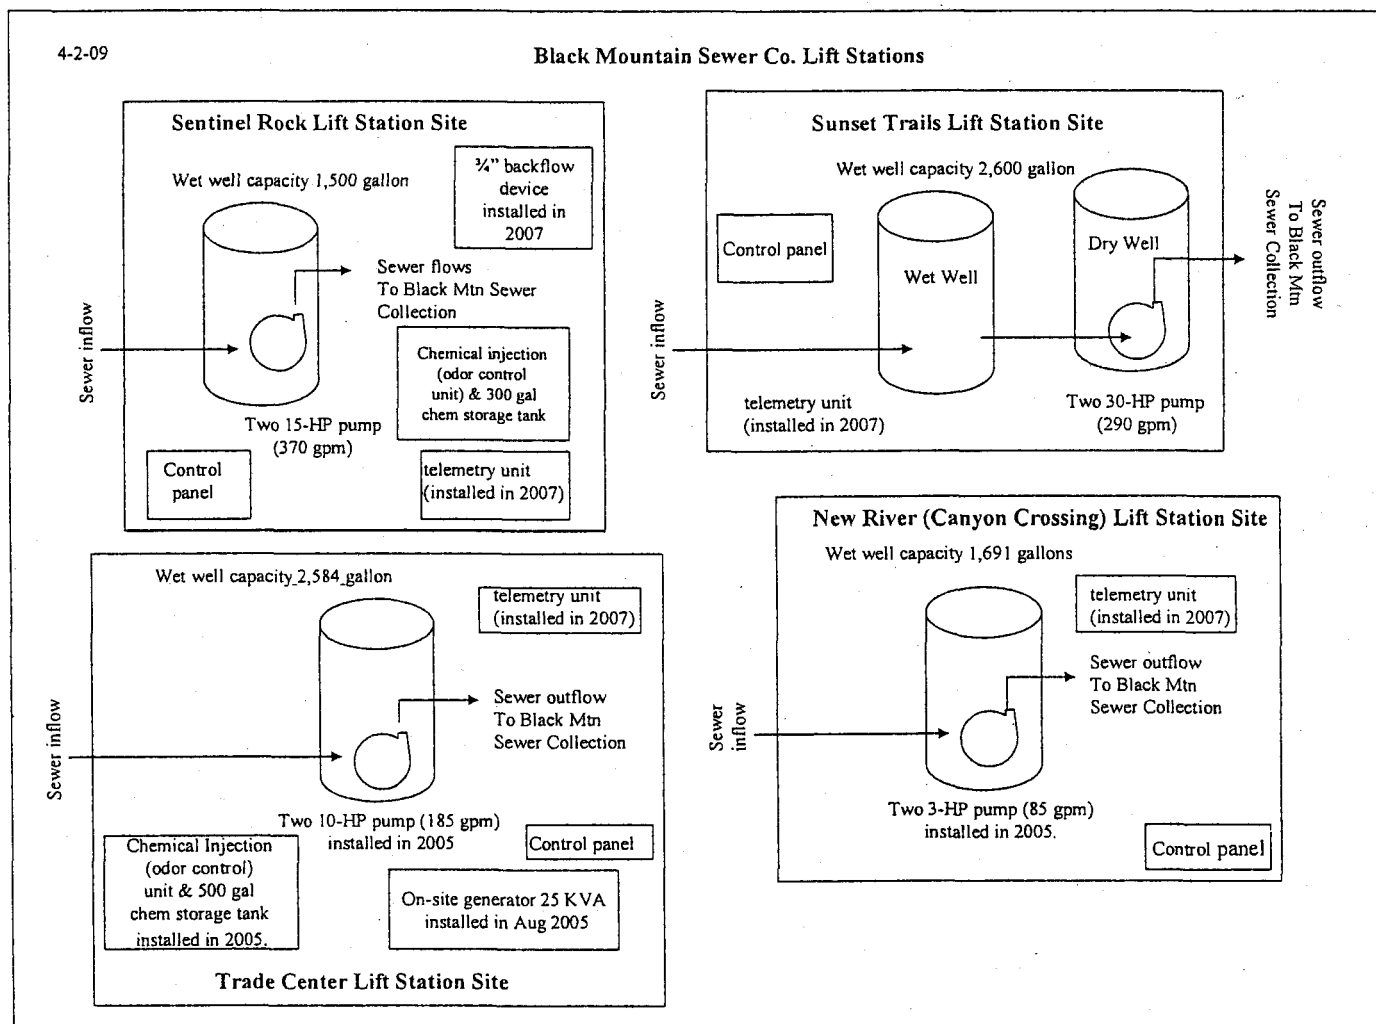 4-2-09
Black Mountain Sewer Co. Lift Stations
Sentinel Rock Lift Station Site
Wet well capacity 1,500 gallon
¾" backflow
device
installed in
2007
Sewer flows
To Black Mtn Sewer
Collection
Sewer inflow
Chemical injection
(odor control
unit) & 300 gal
chem storage tank
Two 15-HP pump
(370 gpm)
Control
panel
telemetry unit
(installed in 2007)
Sunset Trails Lift Station Site
Wet well capacity 2,600 gallon
Control panel
Wet Well
Dry Well
Sewer outflow
To Black Mtn
Sewer Collection
Sewer inflow
telemetry unit
(installed in 2007)
Two 30-HP pump
(290 gpm)
Wet well capacity_2,584_gallon
telemetry unit
(installed in 2007)
Sewer outflow
To Black Mtn
Sewer Collection
Sewer inflow
Two 10-HP pump (185 gpm)
installed in 2005
Control panel
Chemical Injection
(odor control)
unit & 500 gal
chem storage tank
installed in 2005.
On-site generator 25 KVA
installed in Aug 2005
Trade Center Lift Station Site
New River (Canyon Crossing) Lift Station Site
Wet well capacity 1,691 gallons
telemetry unit
(installed in 2007)
Sewer outflow
To Black Mtn
Sewer Collection
Sewer
inflow
Two 3-HP pump (85 gpm)
installed in 2005.
Control panel